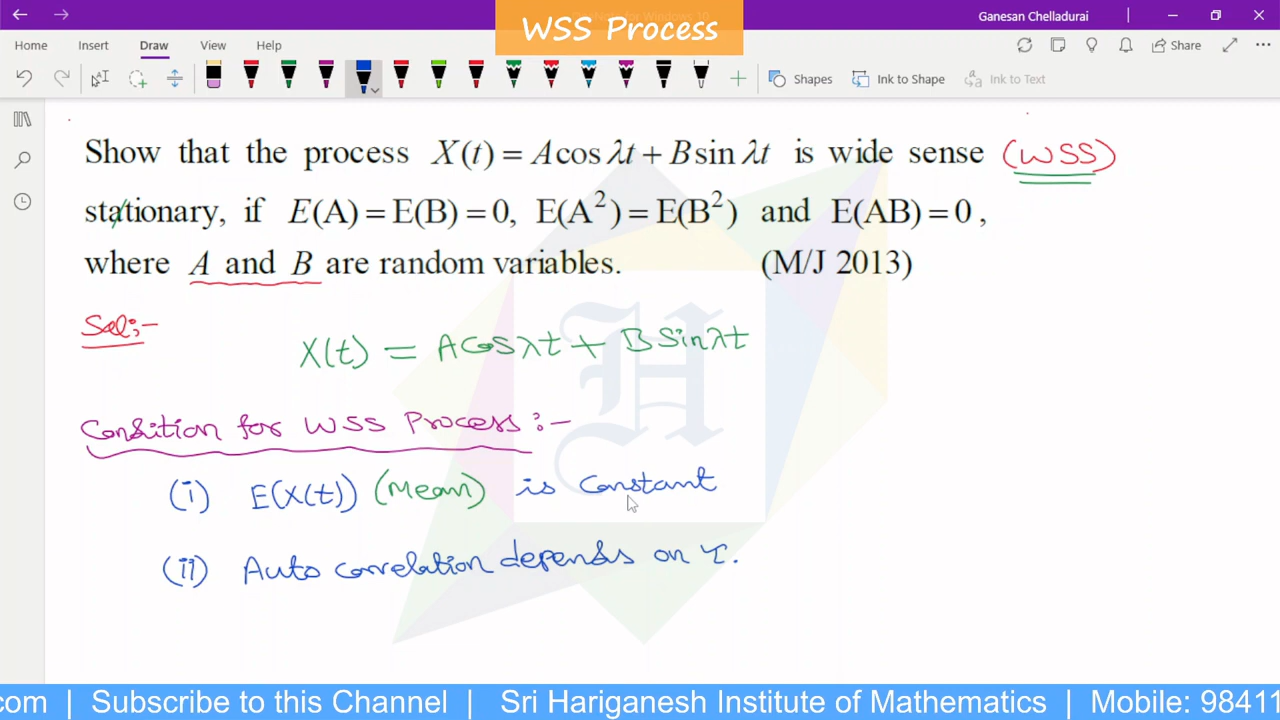 WSS Process
Ganesan Chelladurai
Home Insert Draw View Help
Share
Shapes Ink to Shape Ink to Text
Show that the process X(t) = A cos λt + B sin λt is wide sense (WSS)
stationary, if E(A) = E(B) = 0, E(A²) = E(B²) and E(AB) = 0,
where A and B are random variables. (M/J 2013)
Sol:-
X(t) = A Cos λt + B Sin λt
Condition for WSS Process:-
(i) E(X(t)) (Mean) is Constant
(ii) Auto correlation depends on τ.
com | Subscribe to this Channel | Sri Hariganesh Institute of Mathematics | Mobile: 98411